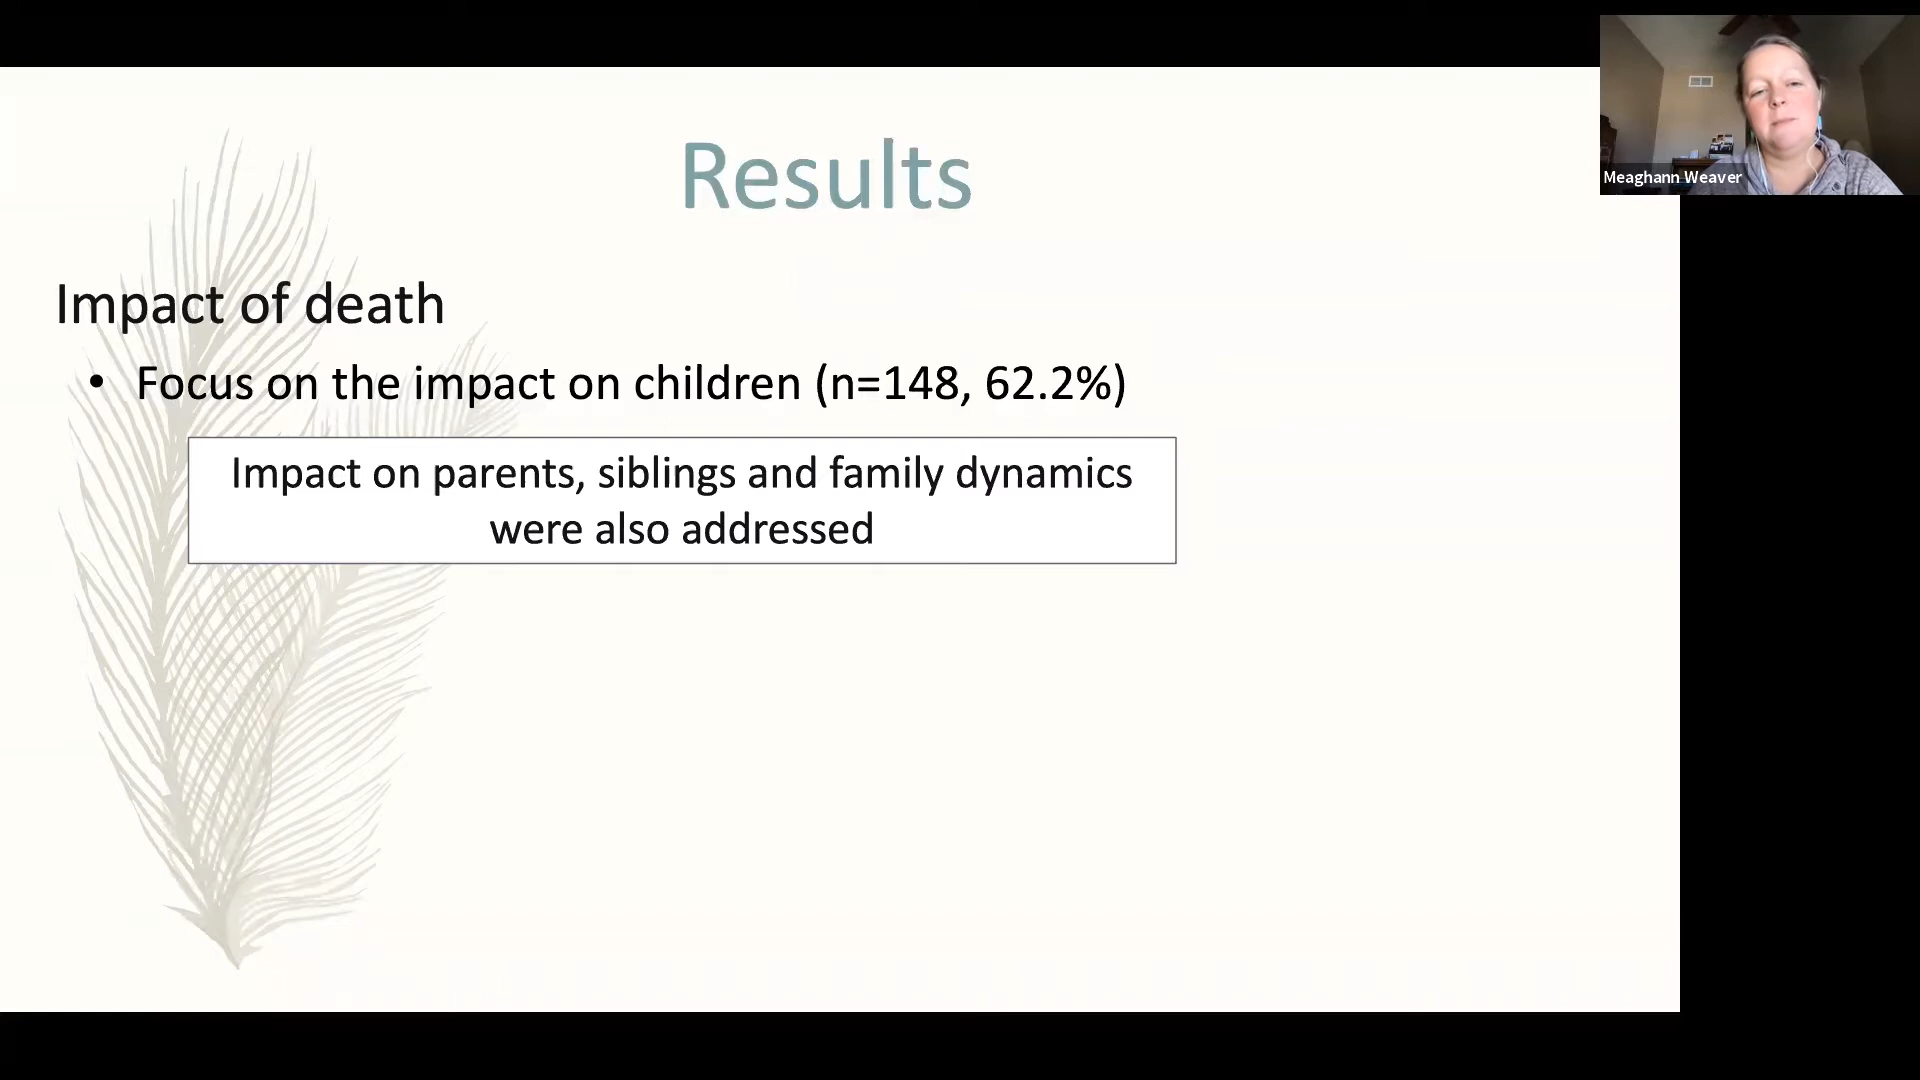 Results
Impact of death
• Focus on the impact on children (n=148, 62.2%)
Impact on parents, siblings and family dynamics
were also addressed
Meaghann Weaver